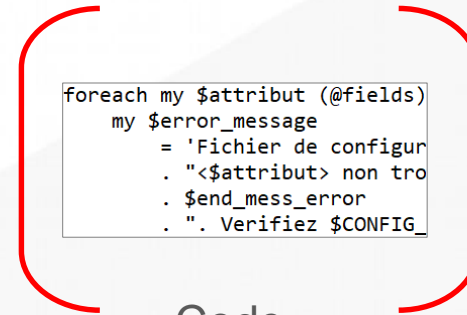 foreach my $attribut (@fields)
my $error_message
= 'Fichier de configur
. "<$attribut> non tro
. $end_mess_error
. ". Verifiez $CONFIG_
Code